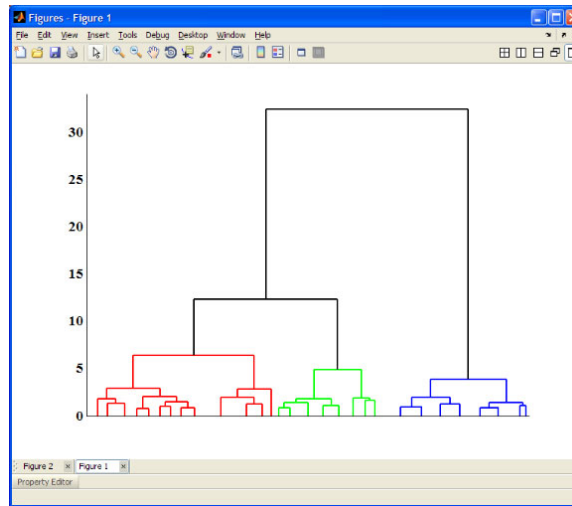 Figures - Figure 1
File Edit View Insert Tools Debug Desktop Window Help
30
25
20
15
10
5
0
Figure 2 × Figure 1 ×
Property Editor